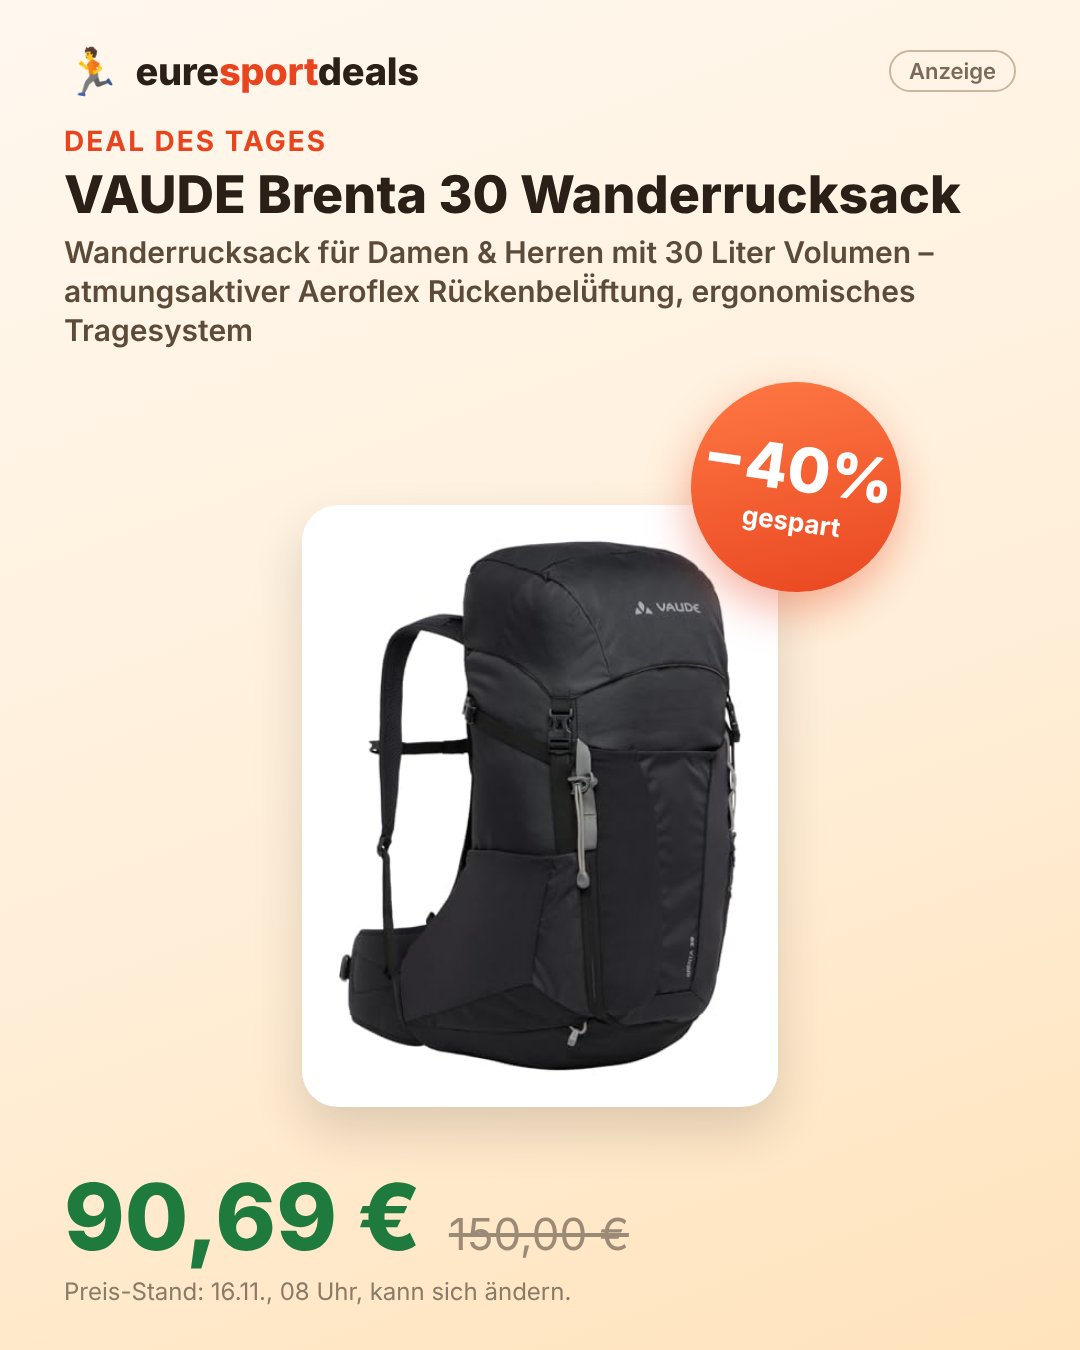 euresportdeals
Anzeige
DEAL DES TAGES
VAUDE Brenta 30 Wanderrucksack
Wanderrucksack für Damen & Herren mit 30 Liter Volumen –
atmungsaktiver Aeroflex Rückenbelüftung, ergonomisches
Tragesystem
–40%
gespart
VAUDE
BRENTA 30
90,69 € 150,00 €
Preis-Stand: 16.11., 08 Uhr, kann sich ändern.